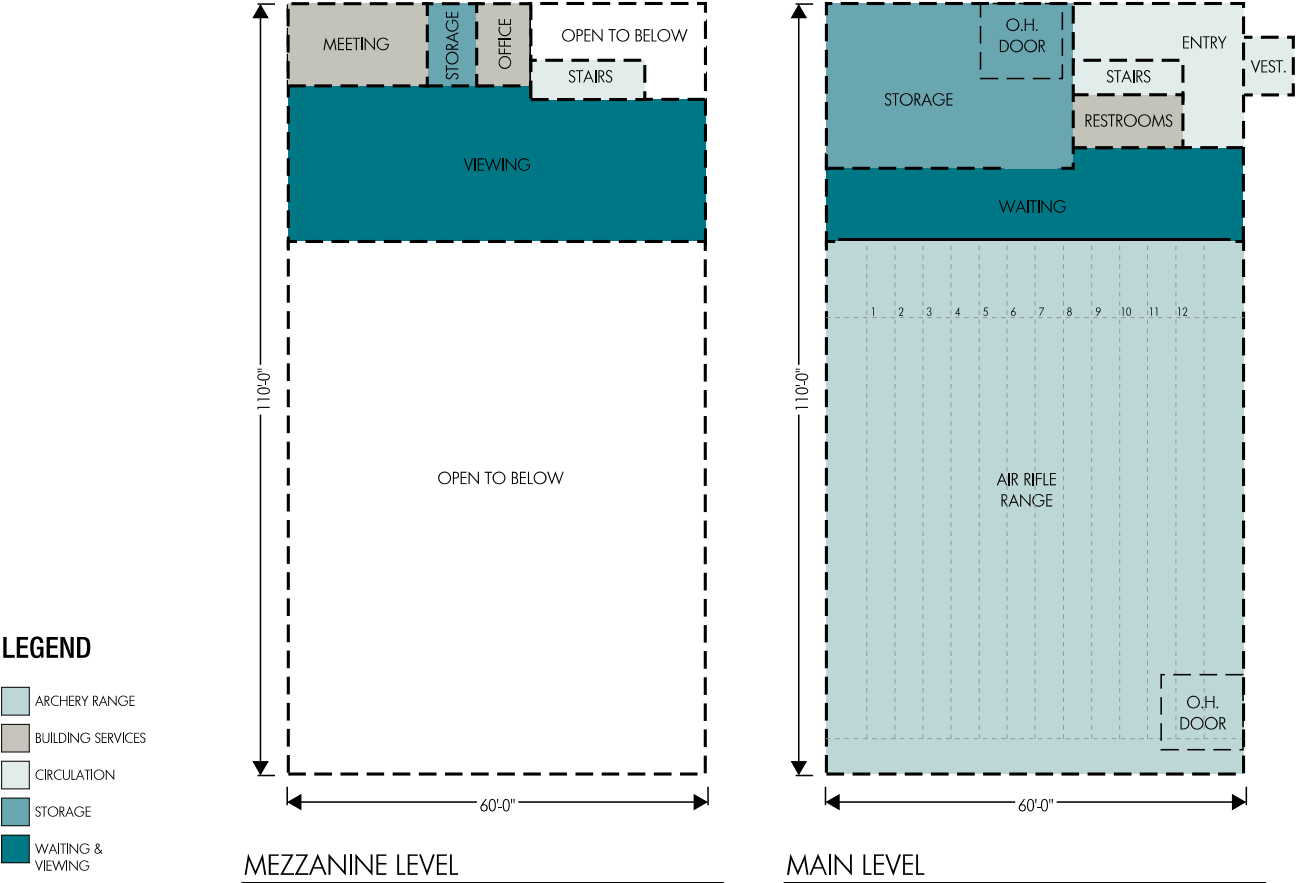 MEETING
STORAGE
OFFICE
OPEN TO BELOW
STAIRS
VIEWING
110'-0"
OPEN TO BELOW
60'-0"
MEZZANINE LEVEL
O.H.
DOOR
ENTRY
VEST.
STAIRS
STORAGE
RESTROOMS
WAITING
1 2 3 4 5 6 7 8 9 10 11 12
110'-0"
AIR RIFLE
RANGE
O.H.
DOOR
60'-0"
MAIN LEVEL
LEGEND
ARCHERY RANGE
BUILDING SERVICES
CIRCULATION
STORAGE
WAITING &
VIEWING